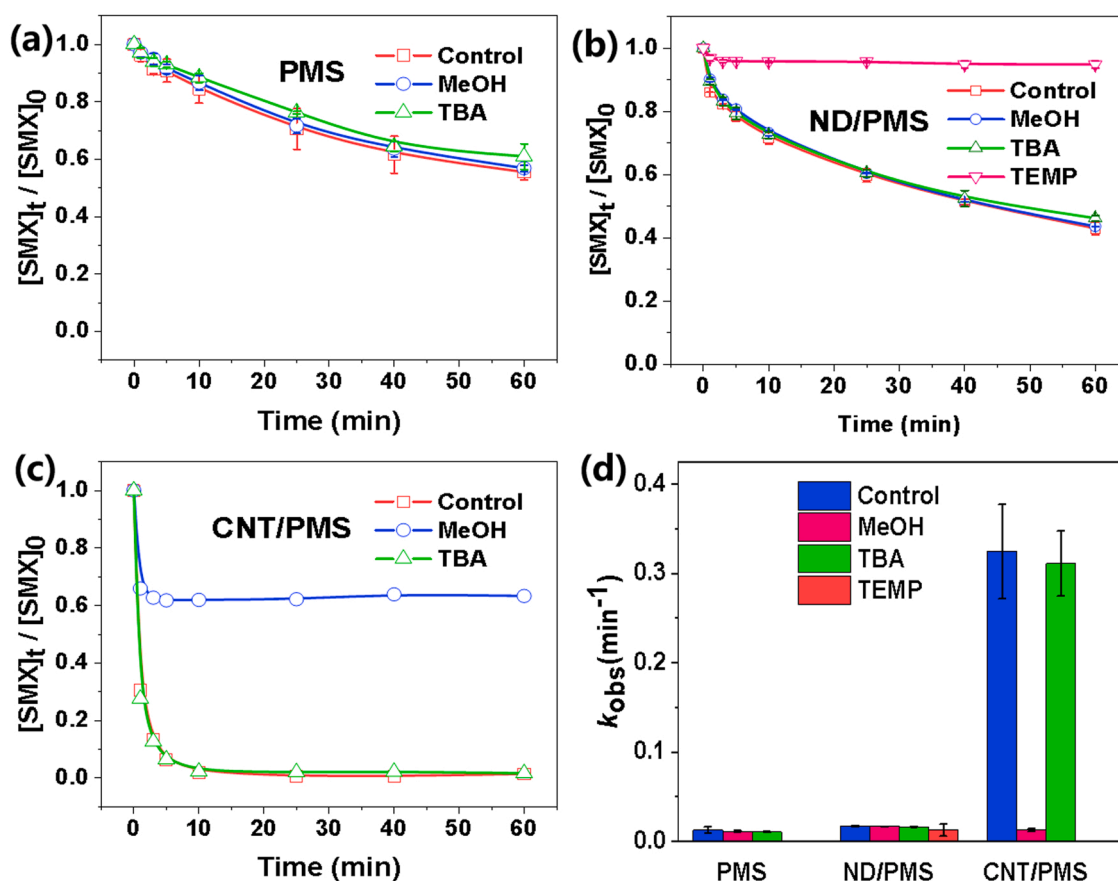 (a)
PMS
Control
MeOH
TBA
[SMX]t / [SMX]0
1.0
0.8
0.6
0.4
0.2
0.0
0 10 20 30 40 50 60
Time (min)
(b)
ND/PMS
Control
MeOH
TBA
TEMP
[SMX]t / [SMX]0
1.0
0.8
0.6
0.4
0.2
0.0
0 10 20 30 40 50 60
Time (min)
(c)
CNT/PMS
Control
MeOH
TBA
[SMX]t / [SMX]0
1.0
0.8
0.6
0.4
0.2
0.0
0 10 20 30 40 50 60
Time (min)
(d)
Control
MeOH
TBA
TEMP
kobs(min-1)
0.4
0.3
0.2
0.1
0.0
PMS ND/PMS CNT/PMS